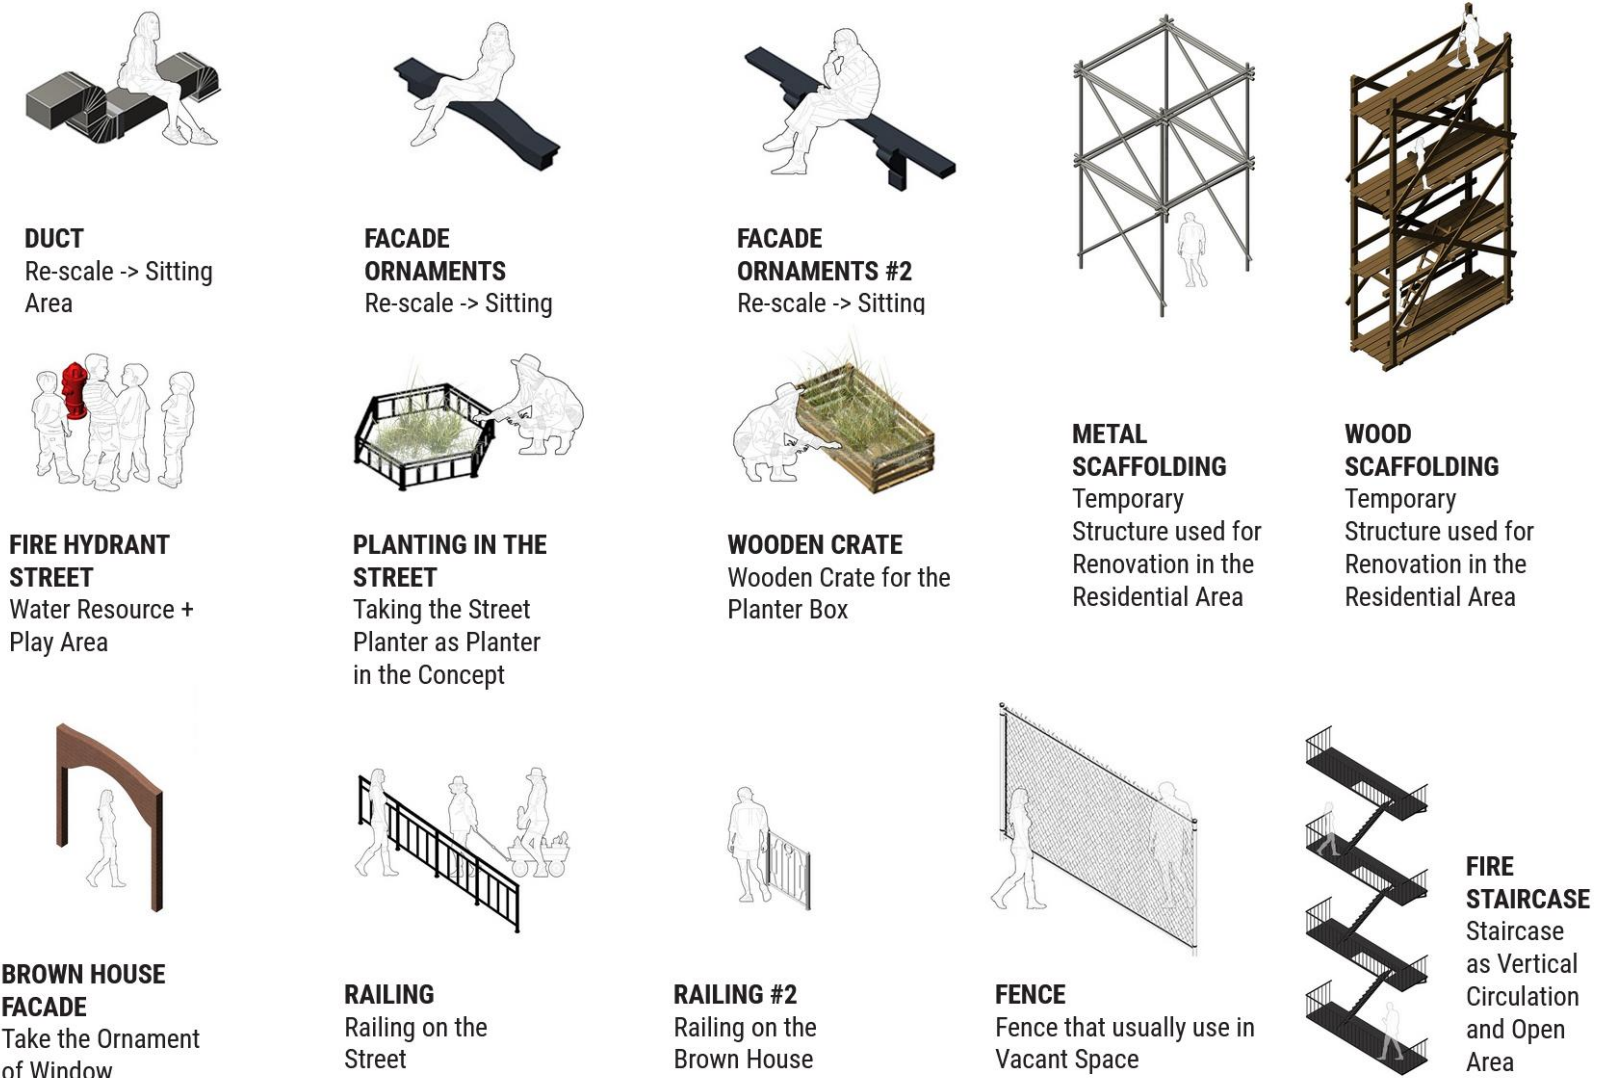 DUCT
Re-scale -> Sitting
Area
FACADE
ORNAMENTS
Re-scale -> Sitting
FACADE
ORNAMENTS #2
Re-scale -> Sitting
METAL
SCAFFOLDING
Temporary
Structure used for
Renovation in the
Residential Area
WOOD
SCAFFOLDING
Temporary
Structure used for
Renovation in the
Residential Area
FIRE HYDRANT
STREET
Water Resource +
Play Area
PLANTING IN THE
STREET
Taking the Street
Planter as Planter
in the Concept
WOODEN CRATE
Wooden Crate for the
Planter Box
BROWN HOUSE
FACADE
Take the Ornament
of Window
RAILING
Railing on the
Street
RAILING #2
Railing on the
Brown House
FENCE
Fence that usually use in
Vacant Space
FIRE
STAIRCASE
Staircase
as Vertical
Circulation
and Open
Area